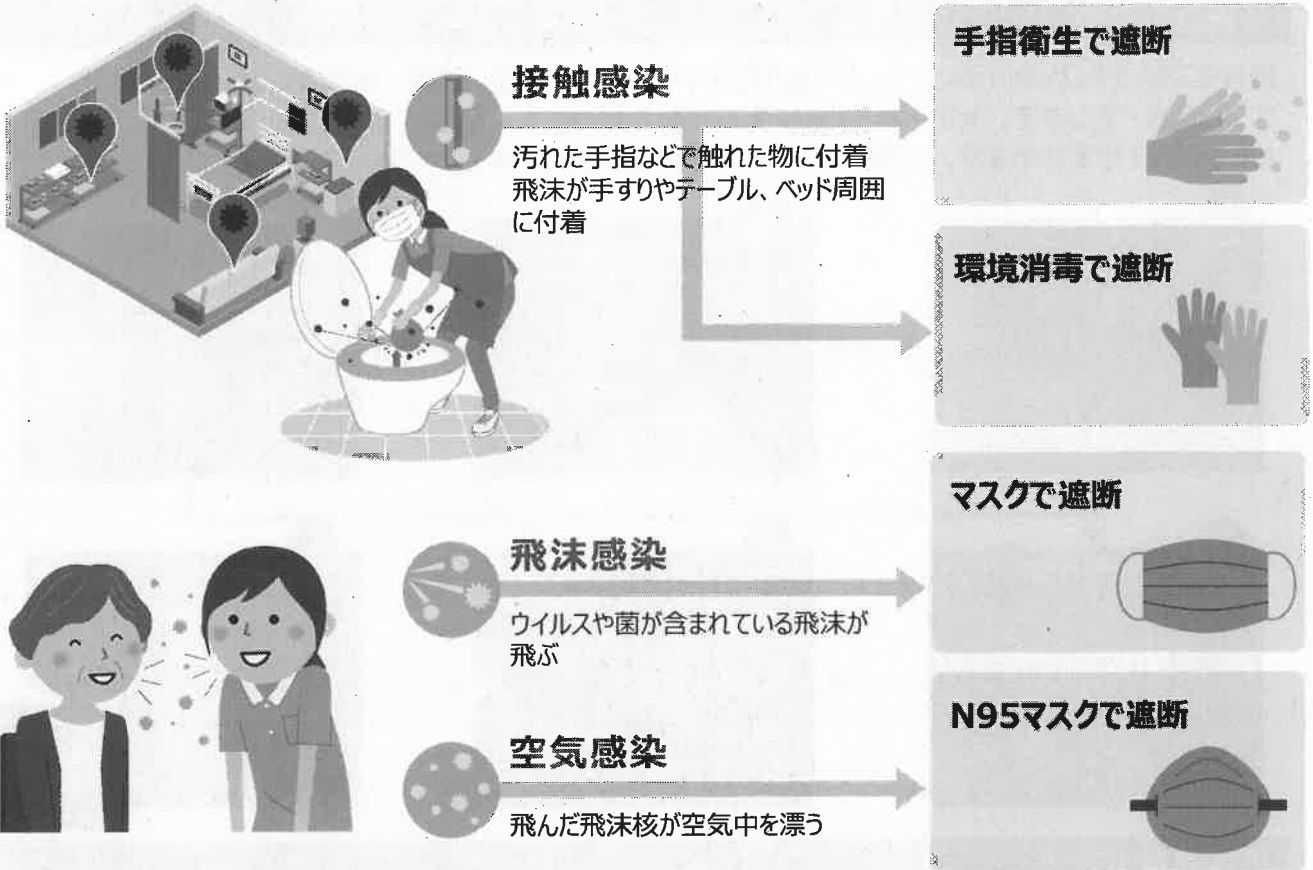 接触感染
汚れた手指などで触れた物に付着
飛沫が手すりやテーブル、ベッド周囲
に付着
手指衛生で遮断
環境消毒で遮断
飛沫感染
ウイルスや菌が含まれている飛沫が
飛ぶ
マスクで遮断
空気感染
飛んだ飛沫核が空気中を漂う
N95マスクで遮断